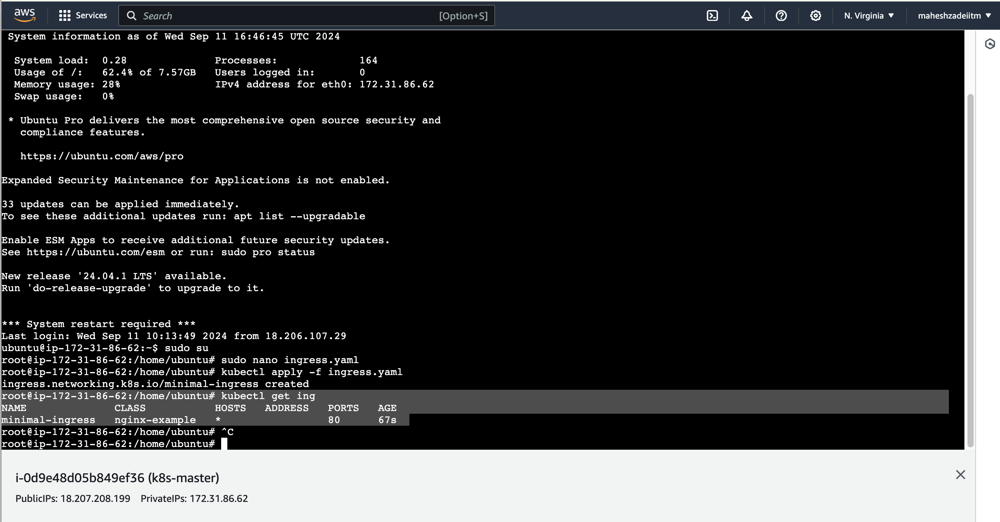 aws Services Search [Option+S] N. Virginia maheshzadeiitm
System information as of Wed Sep 11 16:46:45 UTC 2024
System load: 0.28 Processes: 164
Usage of /: 62.4% of 7.57GB Users logged in: 0
Memory usage: 28% IPv4 address for eth0: 172.31.86.62
Swap usage: 0%
* Ubuntu Pro delivers the most comprehensive open source security and
compliance features.
https://ubuntu.com/aws/pro
Expanded Security Maintenance for Applications is not enabled.
33 updates can be applied immediately.
To see these additional updates run: apt list --upgradable
Enable ESM Apps to receive additional future security updates.
See https://ubuntu.com/esm or run: sudo pro status
New release '24.04.1 LTS' available.
Run 'do-release-upgrade' to upgrade to it.
*** System restart required ***
Last login: Wed Sep 11 10:13:49 2024 from 18.206.107.29
ubuntu@ip-172-31-86-62:~$ sudo su
root@ip-172-31-86-62:/home/ubuntu# sudo nano ingress.yaml
root@ip-172-31-86-62:/home/ubuntu# kubectl apply -f ingress.yaml
ingress.networking.k8s.io/minimal-ingress created
root@ip-172-31-86-62:/home/ubuntu# kubectl get ing
NAME CLASS HOSTS ADDRESS PORTS AGE
minimal-ingress nginx-example * 80 67s
root@ip-172-31-86-62:/home/ubuntu# ^C
root@ip-172-31-86-62:/home/ubuntu#
i-0d9e48d05b849ef36 (k8s-master)
PublicIPs: 18.207.208.199 PrivateIPs: 172.31.86.62